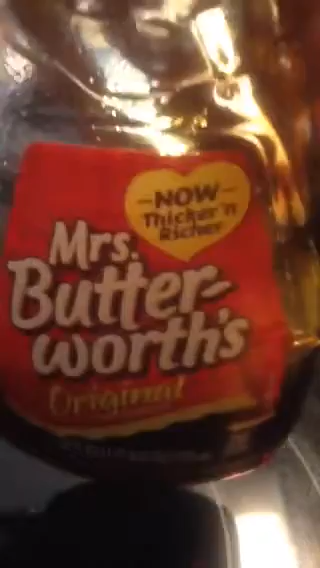 NOW
Thicker 'n
Richer
Mrs.
Butter-
worth's
Original